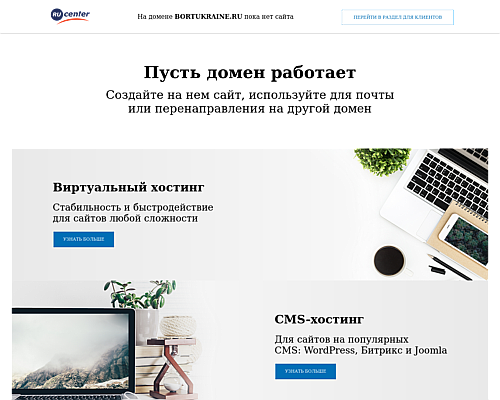 RU center
На домене BORTUKRAINE.RU пока нет сайта
ПЕРЕЙТИ В РАЗДЕЛ ДЛЯ КЛИЕНТОВ
Пусть домен работает
Создайте на нем сайт, используйте для почты
или перенаправления на другой домен
Виртуальный хостинг
Стабильность и быстродействие
для сайтов любой сложности
УЗНАТЬ БОЛЬШЕ
CMS-хостинг
Для сайтов на популярных
CMS: WordPress, Битрикс и Joomla
УЗНАТЬ БОЛЬШЕ